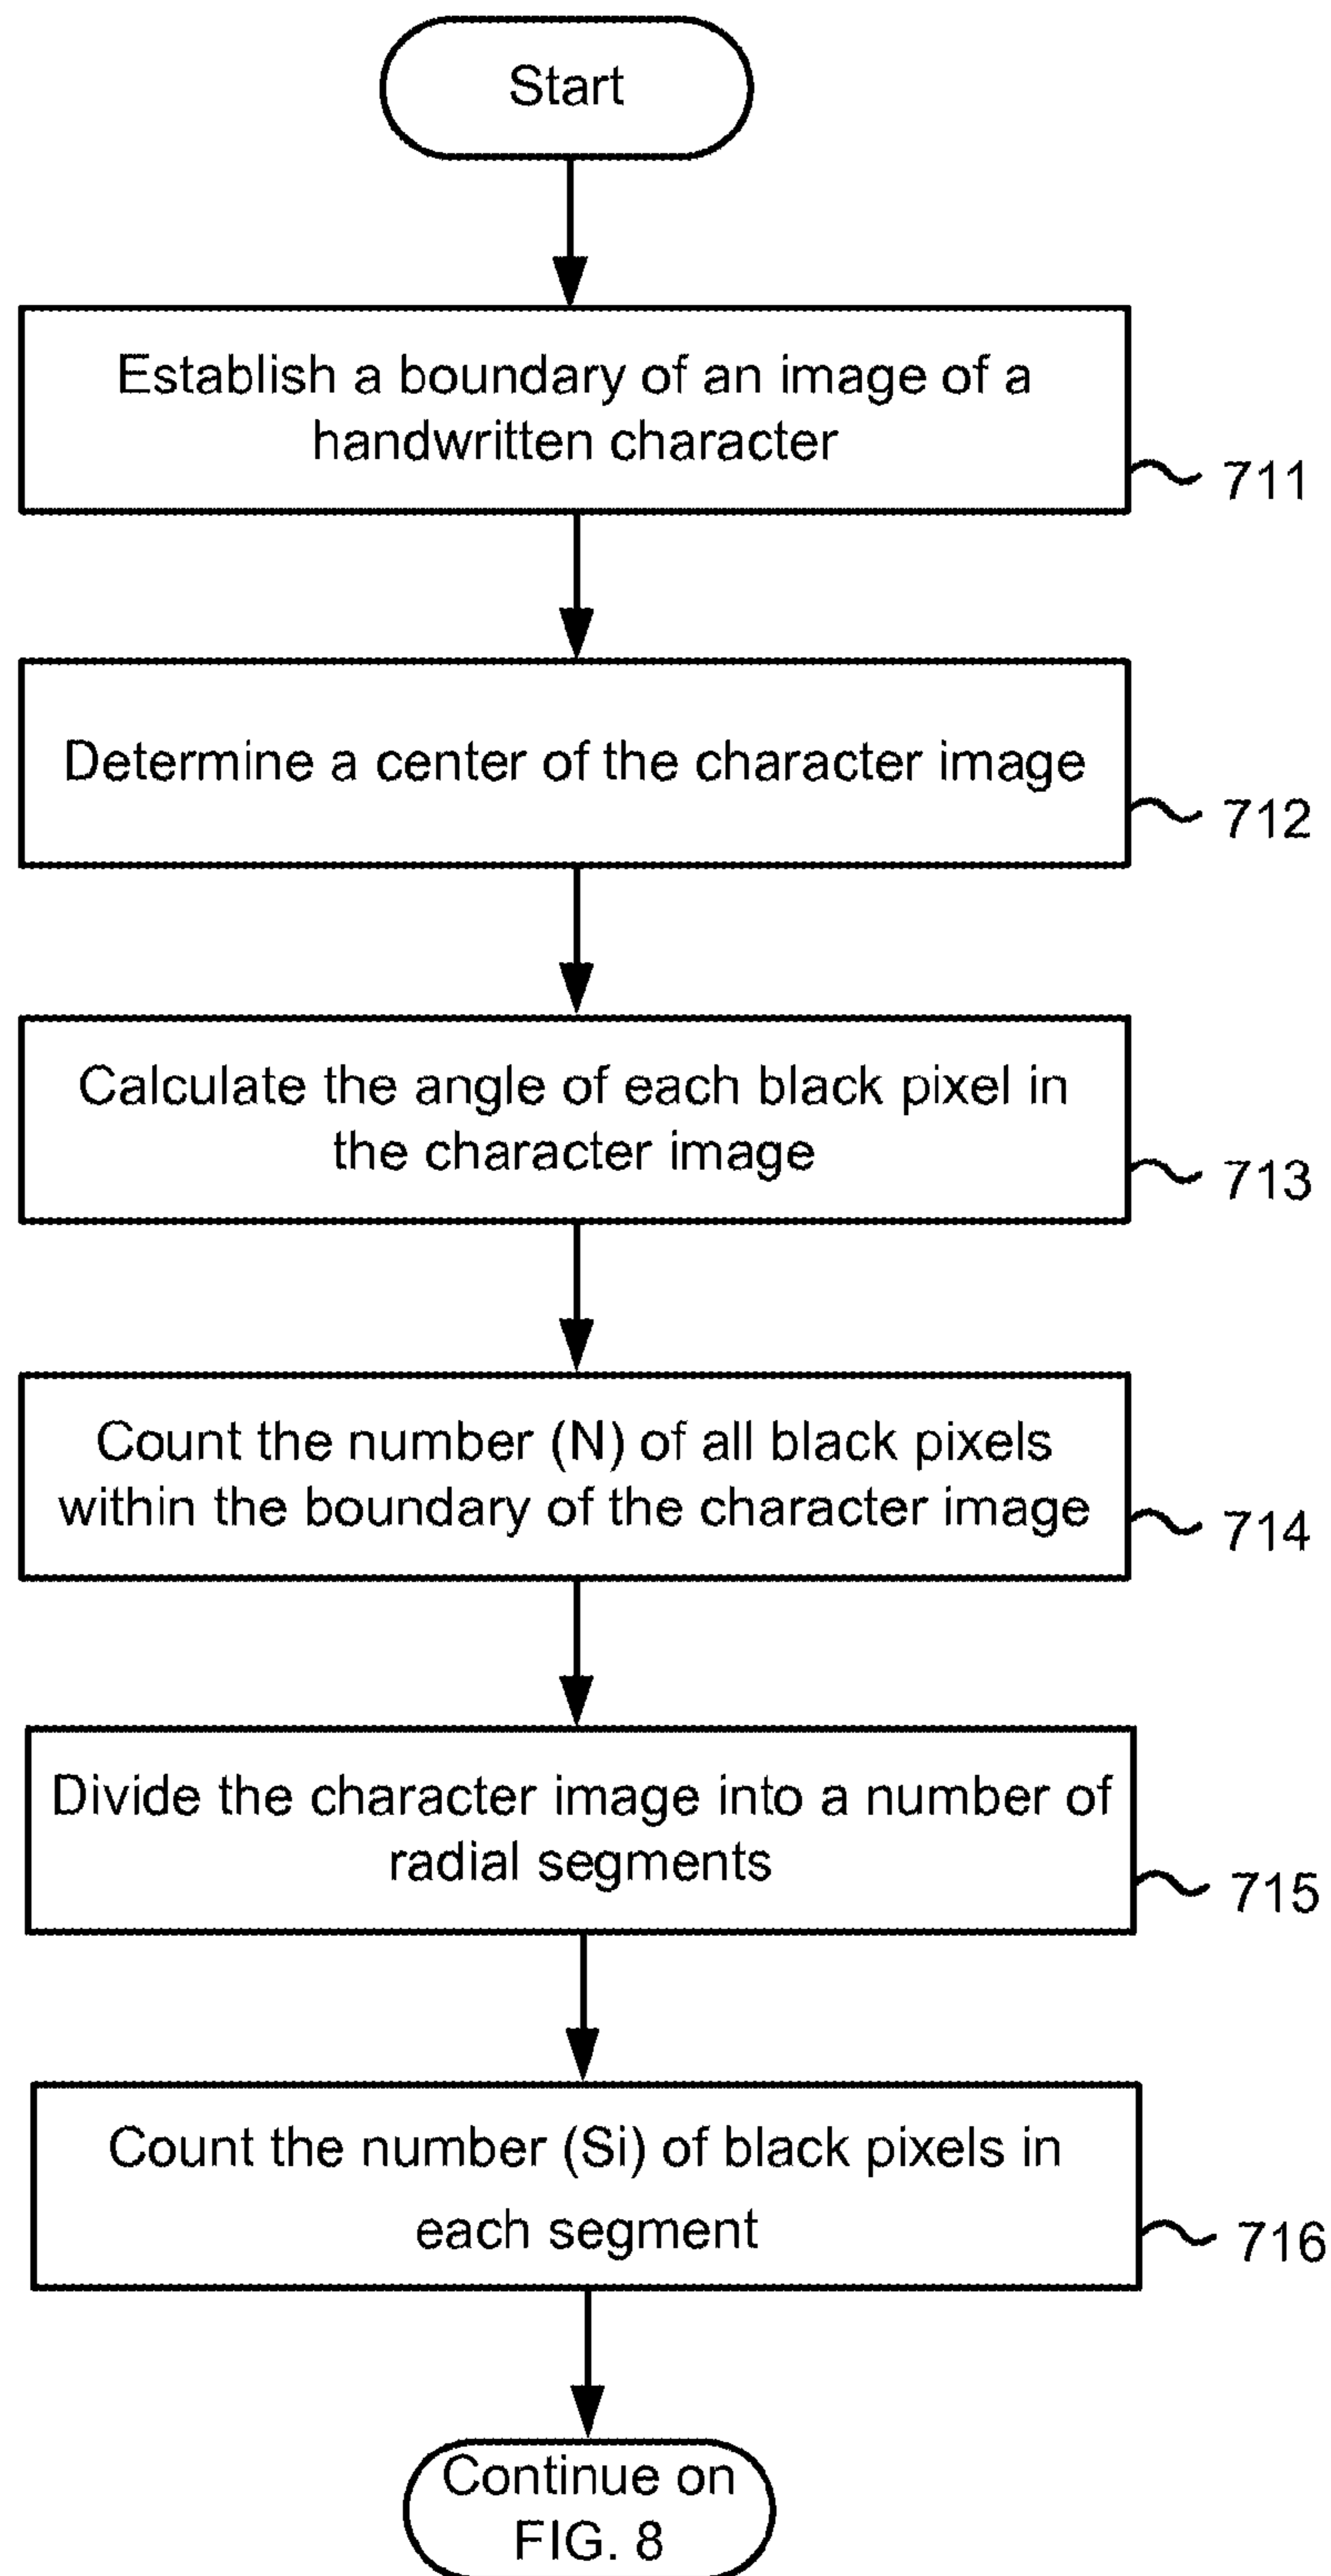 Start
Establish a boundary of an image of a
handwritten character
711
Determine a center of the character image
712
Calculate the angle of each black pixel in
the character image
713
Count the number (N) of all black pixels
within the boundary of the character image
714
Divide the character image into a number of
radial segments
715
Count the number (Si) of black pixels in
each segment
716
Continue on
FIG. 8